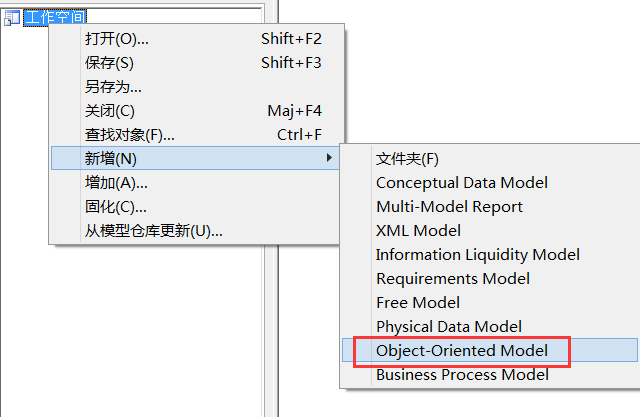 工作空间
打开(O)... Shift+F2
保存(S) Shift+F3
另存为...
关闭(C) Maj+F4
查找对象(F)... Ctrl+F
新增(N)
增加(A)...
固化(C)...
从模型仓库更新(U)...
文件夹(F)
Conceptual Data Model
Multi-Model Report
XML Model
Information Liquidity Model
Requirements Model
Free Model
Physical Data Model
Object-Oriented Model
Business Process Model